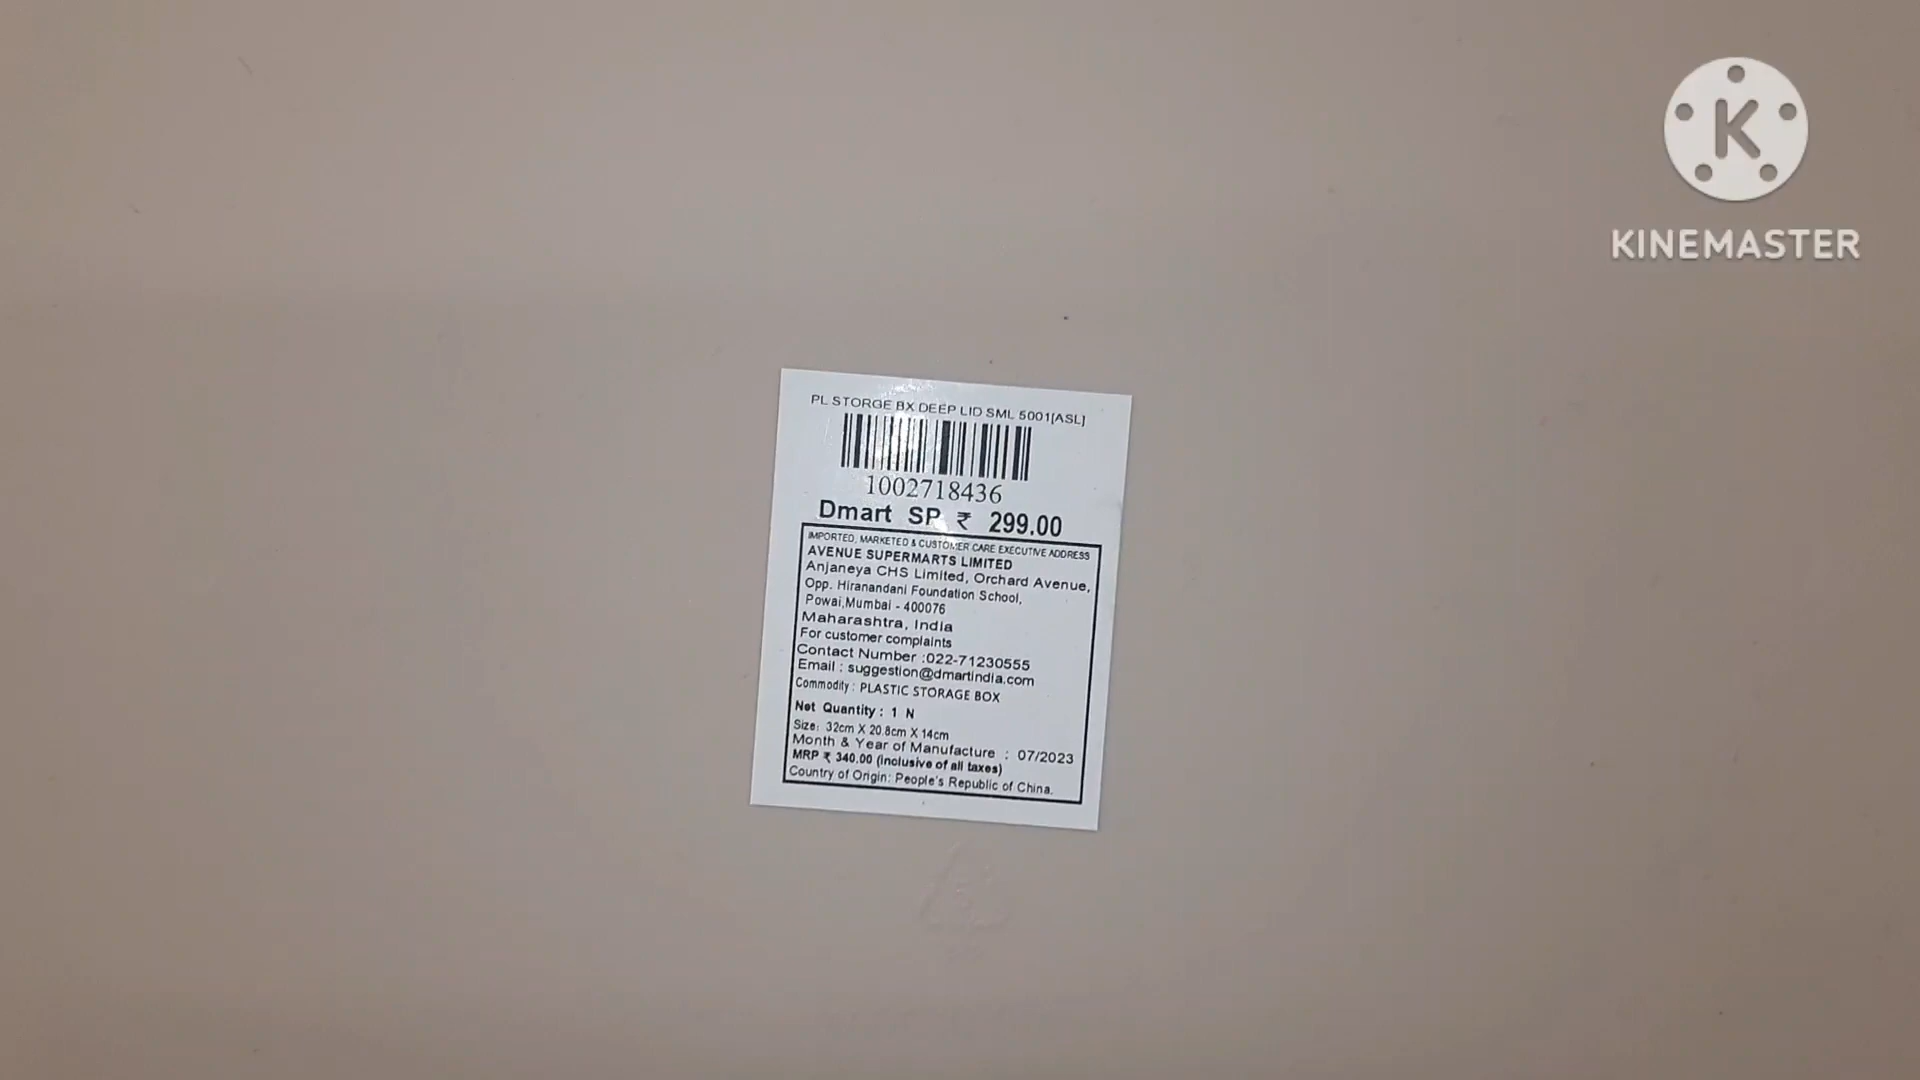 K
KINEMASTER
PL STORGE BX DEEP LID SML 5001[ASL]
1002718436
Dmart SP ₹ 299.00
IMPORTED, MARKETED & CUSTOMER CARE EXECUTIVE ADDRESS
AVENUE SUPERMARTS LIMITED
Anjaneya CHS Limited, Orchard Avenue,
Opp. Hiranandani Foundation School,
Powai,Mumbai - 400076
Maharashtra, India
For customer complaints
Contact Number :022-71230555
Email : suggestion@dmartindia.com
Commodity : PLASTIC STORAGE BOX
Net Quantity : 1 N
Size: 32cm X 20.8cm X 14cm
Month & Year of Manufacture : 07/2023
MRP ₹ 340.00 (inclusive of all taxes)
Country of Origin: People's Republic of China.